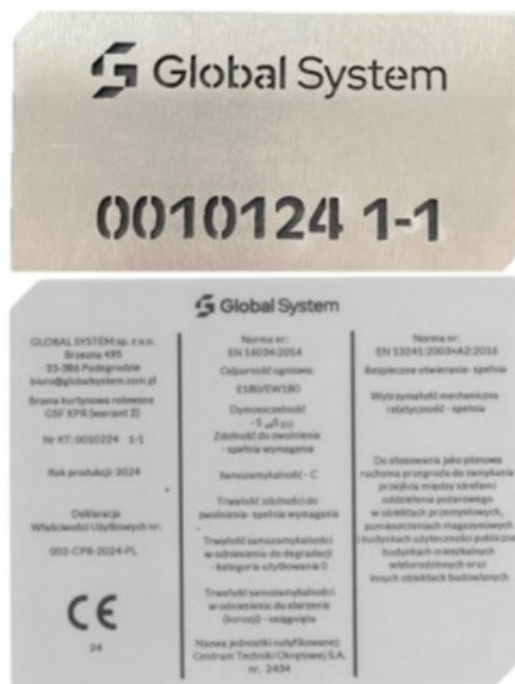 Global System
0010124 1-1
Global System
GLOBAL SYSTEM sp. z o.o.
Brzezna 495
33-386 Podegrodzie
biuro@globalsystem.com.pl
Brama kurtynowa rolowana
GSF KPR (wariant 2)
Nr KT: 0010224 1-1
Rok produkcji: 2024
Deklaracja
Właściwości Użytkowych nr:
002-CPR-2024-PL
CE
24
Norma nr:
EN 16034:2014
Odporność ogniowa:
E180/EW180
Dymoszczelność
Zdolność do zwolnienia
- spełnia wymagania
Samozamykalność - C
Trwałość zdolności do
zwolnienia- spełnia wymagania
Trwałość samozamykalności
w odniesieniu do degradacji
- kategoria użytkowania 0
Trwałość samozamykalności
w odniesieniu do starzenia
(korozji) - osiągnięta
Nazwa jednostki notyfikowanej:
Centrum Techniki Okrętowej S.A.
nr. 2434
Norma nr:
EN 13241:2003+A2:2016
Bezpieczne otwieranie- spełnia
Wytrzymałość mechaniczna
i statyczność - spełnia
Do stosowania jako pionowa
ruchoma przegroda do zamykania
przejścia między strefami
oddzielenia pożarowego
w obiektach przemysłowych,
pomieszczeniach magazynowych
i budynkach użyteczności publicznej
budynkach mieszkalnych
wielorodzinnych oraz
innych obiektach budowlanych